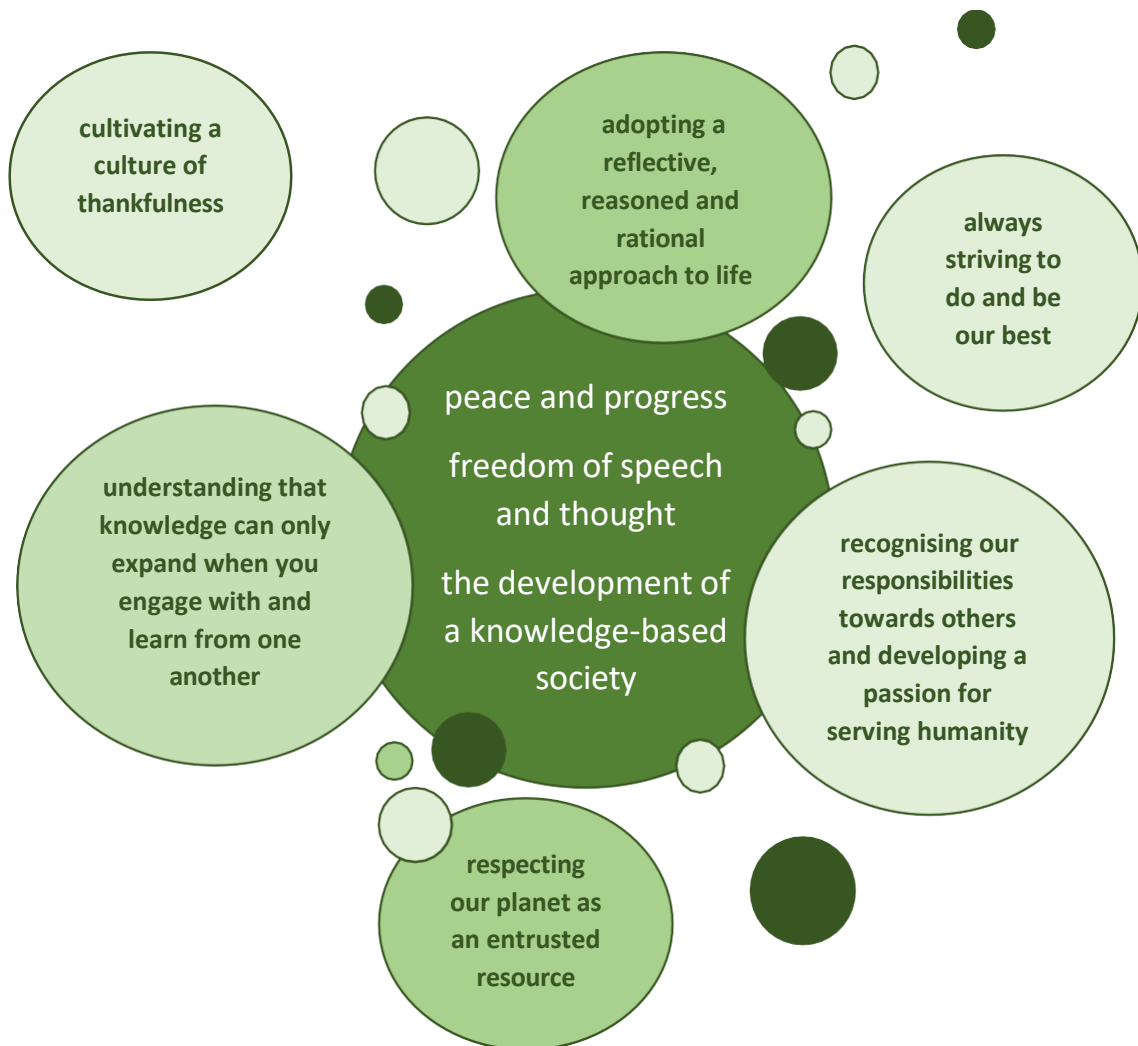 cultivating a
culture of
thankfulness
adopting a
reflective,
reasoned and
rational
approach to life
always
striving to
do and be
our best
peace and progress
freedom of speech
and thought
the development of
a knowledge-based
society
understanding that
knowledge can only
expand when you
engage with and
learn from one
another
recognising our
responsibilities
towards others
and developing a
passion for
serving humanity
respecting
our planet as
an entrusted
resource